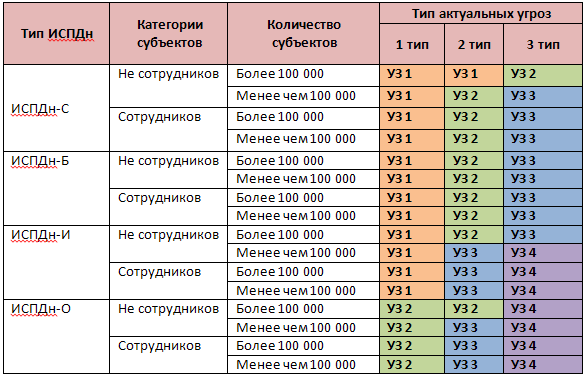 Тип ИСПДн Категории субъектов Количество субъектов Тип актуальных угроз
1 тип 2 тип 3 тип
ИСПДн-С Не сотрудников Более 100 000 УЗ 1 УЗ 1 УЗ 2
Менее чем 100 000 УЗ 1 УЗ 2 УЗ 3
Сотрудников Более 100 000 УЗ 1 УЗ 2 УЗ 3
Менее чем 100 000 УЗ 1 УЗ 2 УЗ 3
ИСПДн-Б Не сотрудников Более 100 000 УЗ 1 УЗ 2 УЗ 3
Менее чем 100 000 УЗ 1 УЗ 2 УЗ 3
Сотрудников Более 100 000 УЗ 1 УЗ 2 УЗ 3
Менее чем 100 000 УЗ 1 УЗ 2 УЗ 3
ИСПДн-И Не сотрудников Более 100 000 УЗ 1 УЗ 2 УЗ 3
Менее чем 100 000 УЗ 1 УЗ 3 УЗ 4
Сотрудников Более 100 000 УЗ 1 УЗ 3 УЗ 4
Менее чем 100 000 УЗ 1 УЗ 3 УЗ 4
ИСПДн-О Не сотрудников Более 100 000 УЗ 2 УЗ 2 УЗ 4
Менее чем 100 000 УЗ 2 УЗ 3 УЗ 4
Сотрудников Более 100 000 УЗ 2 УЗ 3 УЗ 4
Менее чем 100 000 УЗ 2 УЗ 3 УЗ 4